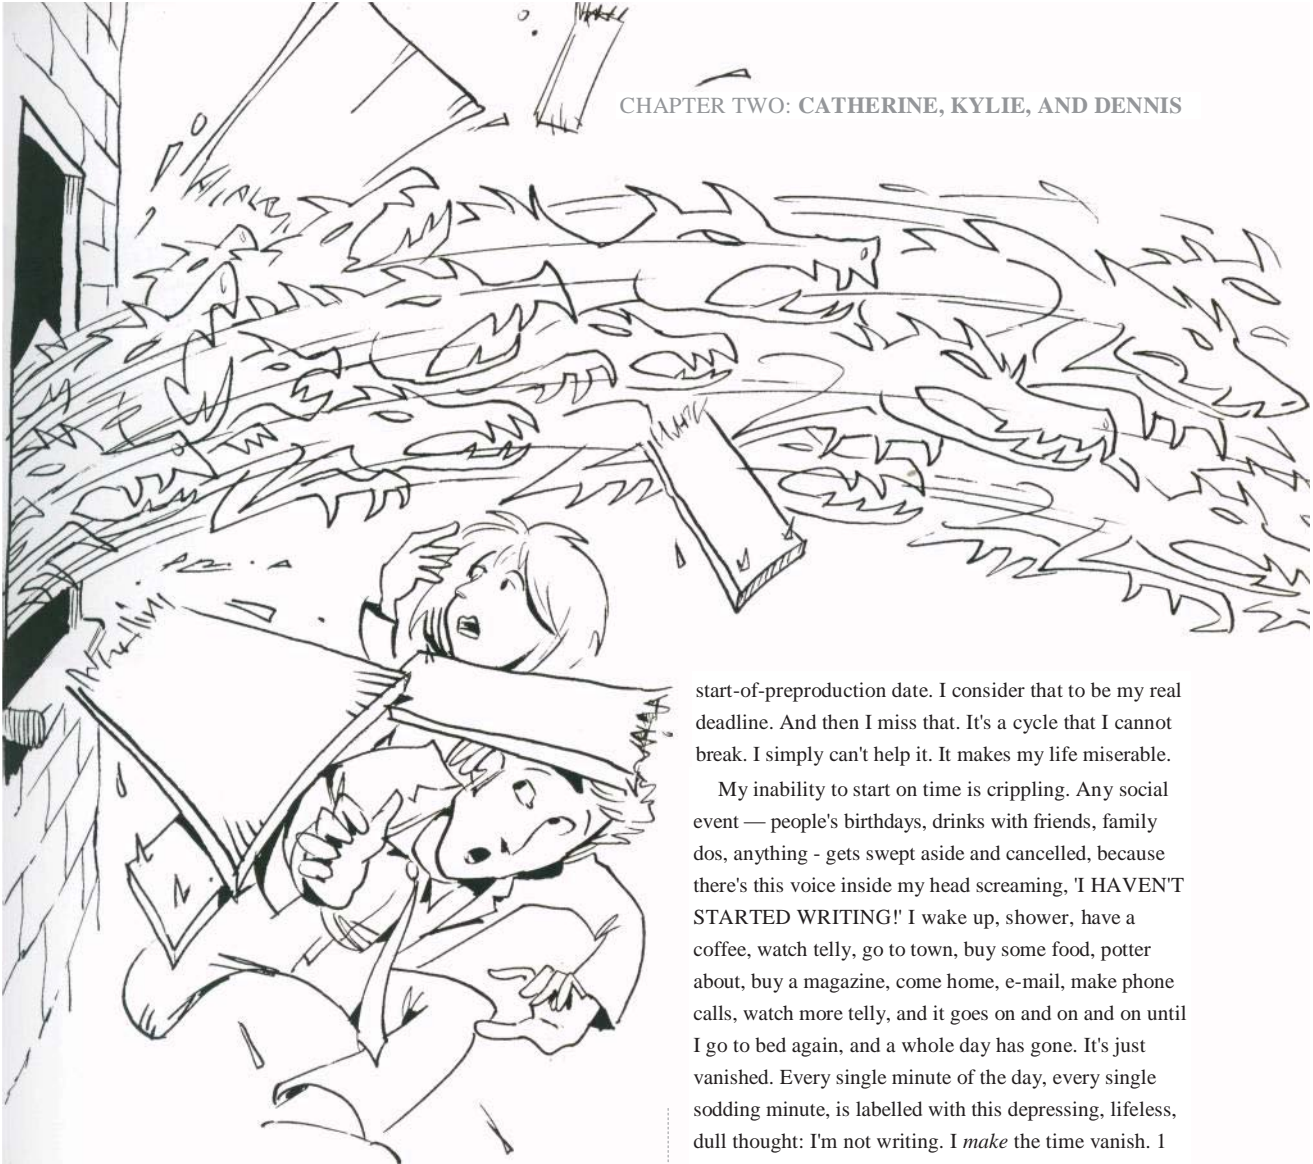 CHAPTER TWO: CATHERINE, KYLIE, AND DENNIS
start-of-preproduction date. I consider that to be my real
deadline. And then I miss that. It's a cycle that I cannot
break. I simply can't help it. It makes my life miserable.
My inability to start on time is crippling. Any social
event — people's birthdays, drinks with friends, family
dos, anything - gets swept aside and cancelled, because
there's this voice inside my head screaming, 'I HAVEN'T
STARTED WRITING!' I wake up, shower, have a
coffee, watch telly, go to town, buy some food, potter
about, buy a magazine, come home, e-mail, make phone
calls, watch more telly, and it goes on and on and on until
I go to bed again, and a whole day has gone. It's just
vanished. Every single minute of the day, every single
sodding minute, is labelled with this depressing, lifeless,
dull thought: I'm not writing. I make the time vanish. 1